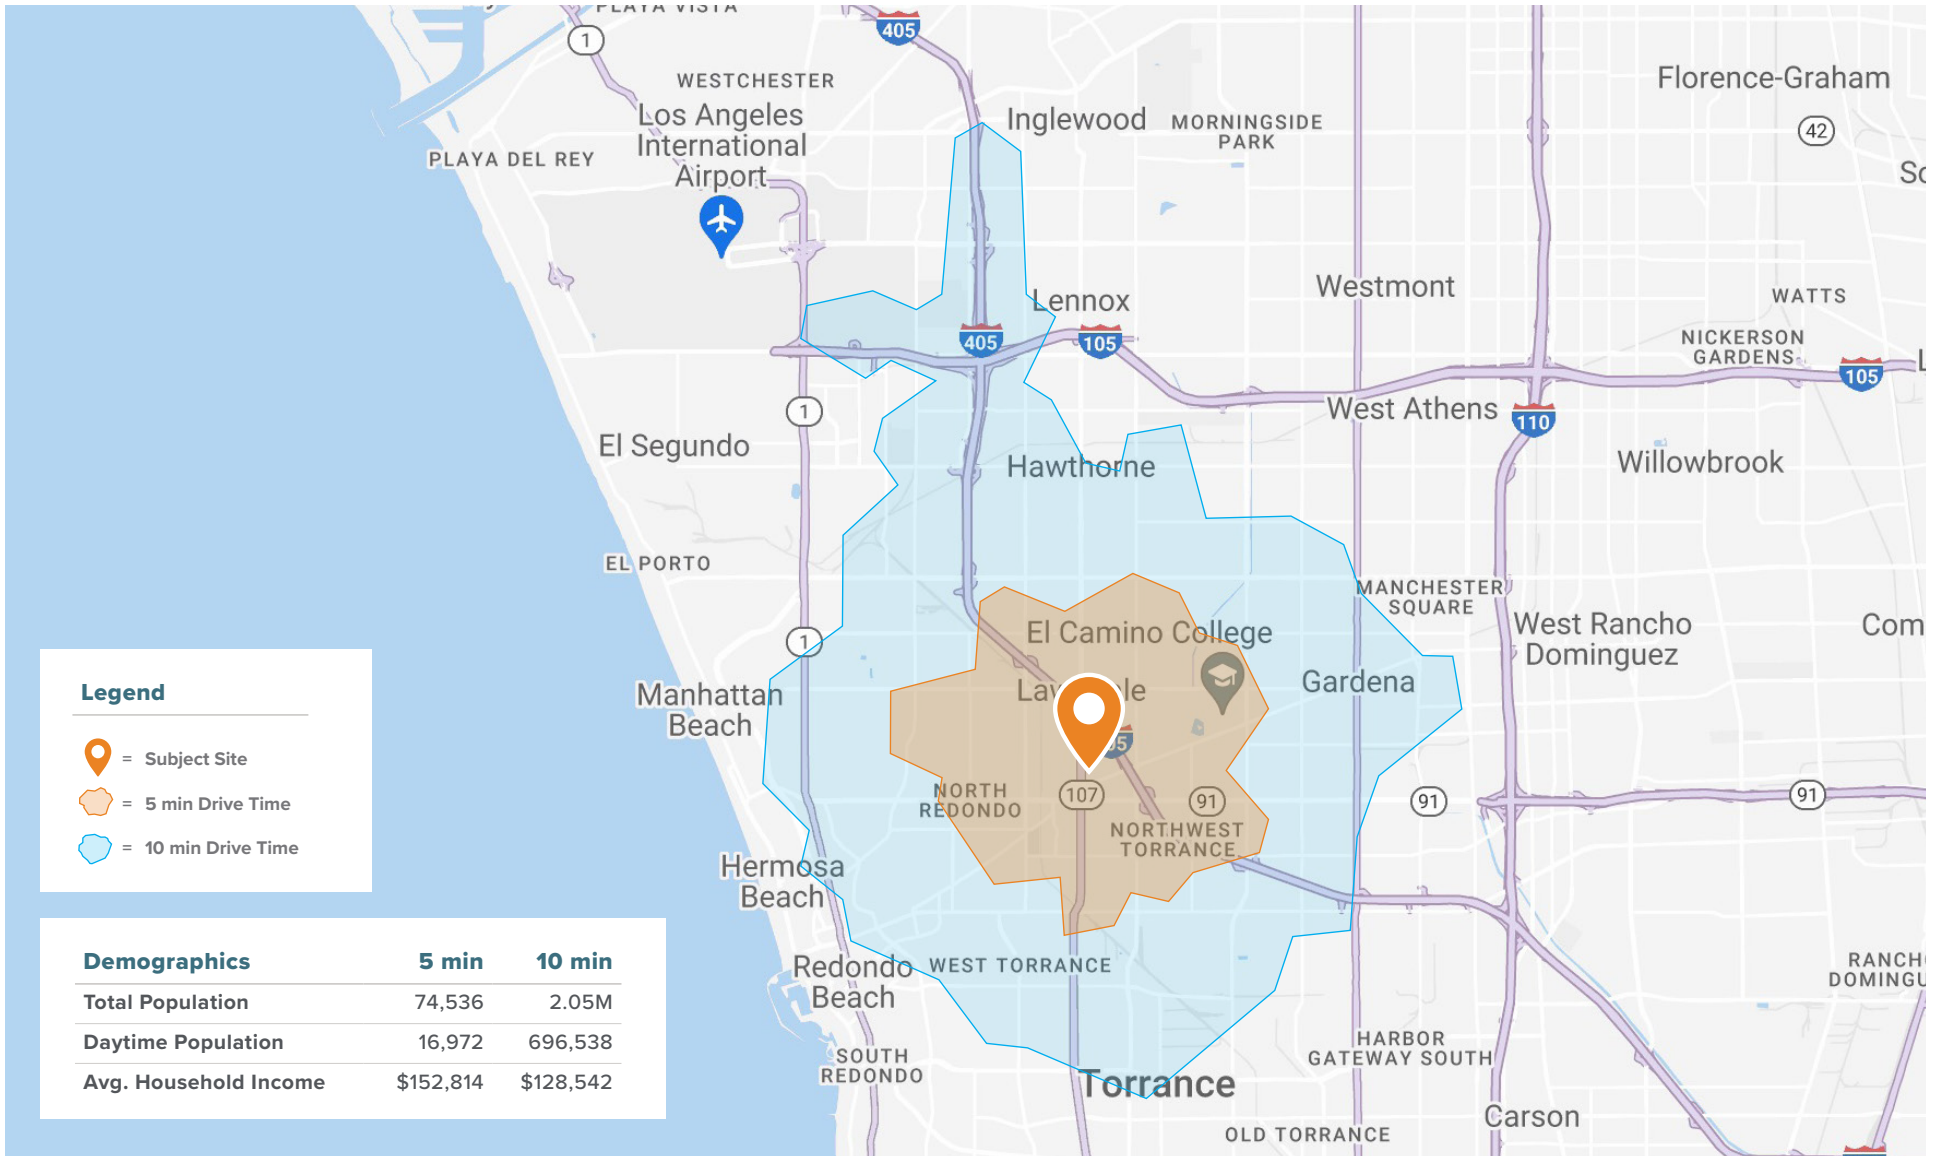 PLAYA VISTA
1
405
WESTCHESTER
Los Angeles
International
Airport
PLAYA DEL REY
Inglewood
MORNINGSIDE
PARK
Florence-Graham
42
Lennox
405
105
Westmont
WATTS
NICKERSON
GARDENS
105
1
West Athens
110
El Segundo
Hawthorne
Willowbrook
EL PORTO
MANCHESTER
SQUARE
West Rancho
Dominguez
Com
1
El Camino College
Manhattan
Beach
Gardena
NORTH
REDONDO
107
91
91
91
NORTHWEST
TORRANCE
Hermosa
Beach
Redondo
Beach
WEST TORRANCE
RANCH
DOMINGU
SOUTH
REDONDO
HARBOR
GATEWAY SOUTH
Torrance
Carson
OLD TORRANCE
Legend
= Subject Site
= 5 min Drive Time
= 10 min Drive Time
Demographics 5 min 10 min
Total Population 74,536 2.05M
Daytime Population 16,972 696,538
Avg. Household Income $152,814 $128,542